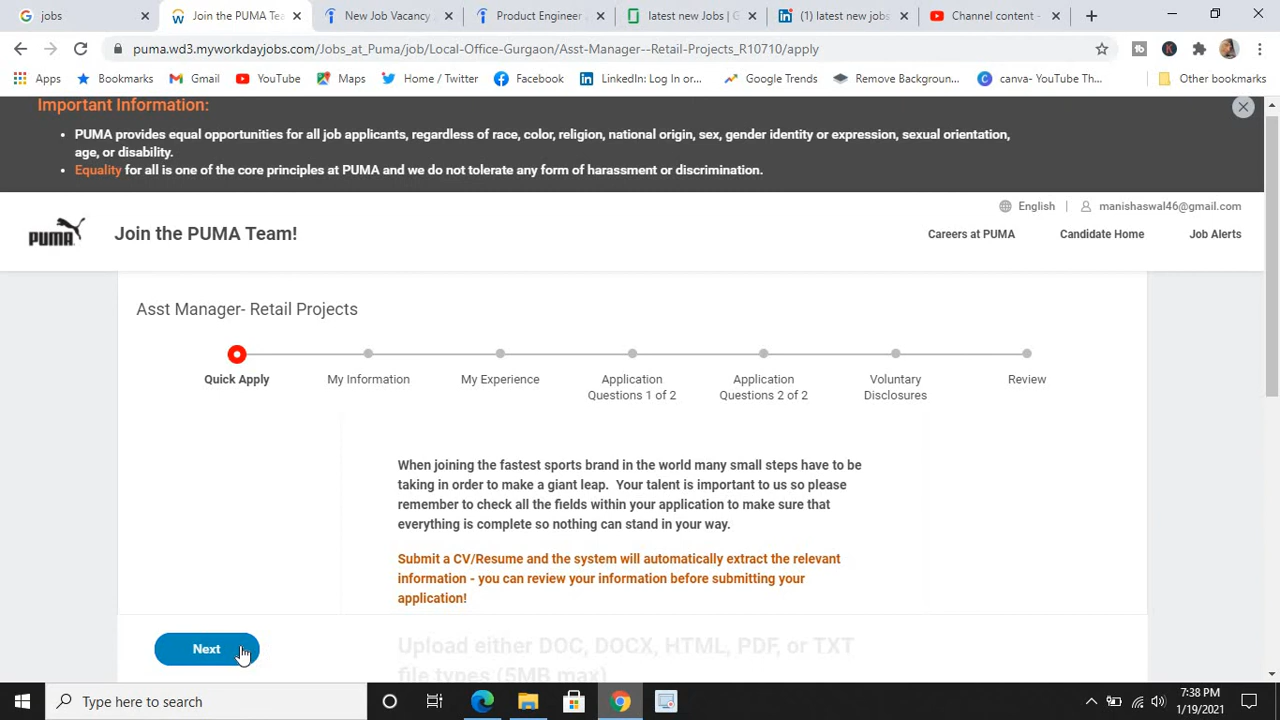 jobs
Join the PUMA Tea
New Job Vacancy
Product Engineer
latest new Jobs | G
(1) latest new jobs
Channel content -
puma.wd3.myworkdayjobs.com/Jobs_at_Puma/job/Local-Office-Gurgaon/Asst-Manager--Retail-Projects_R10710/apply
Apps
Bookmarks
Gmail
YouTube
Maps
Home / Twitter
Facebook
LinkedIn: Log In or...
Google Trends
Remove Backgroun...
canva- YouTube Th...
Other bookmarks
Important Information:
PUMA provides equal opportunities for all job applicants, regardless of race, color, religion, national origin, sex, gender identity or expression, sexual orientation,
age, or disability.
Equality for all is one of the core principles at PUMA and we do not tolerate any form of harassment or discrimination.
English | manishaswal46@gmail.com
PUMA
Join the PUMA Team!
Careers at PUMA
Candidate Home
Job Alerts
Asst Manager- Retail Projects
Quick Apply
My Information
My Experience
Application
Questions 1 of 2
Application
Questions 2 of 2
Voluntary
Disclosures
Review
When joining the fastest sports brand in the world many small steps have to be
taking in order to make a giant leap. Your talent is important to us so please
remember to check all the fields within your application to make sure that
everything is complete so nothing can stand in your way.
Submit a CV/Resume and the system will automatically extract the relevant
information - you can review your information before submitting your
application!
Next
Upload either DOC, DOCX, HTML, PDF, or TXT
file types (5MB max)
Type here to search
7:38 PM
1/19/2021